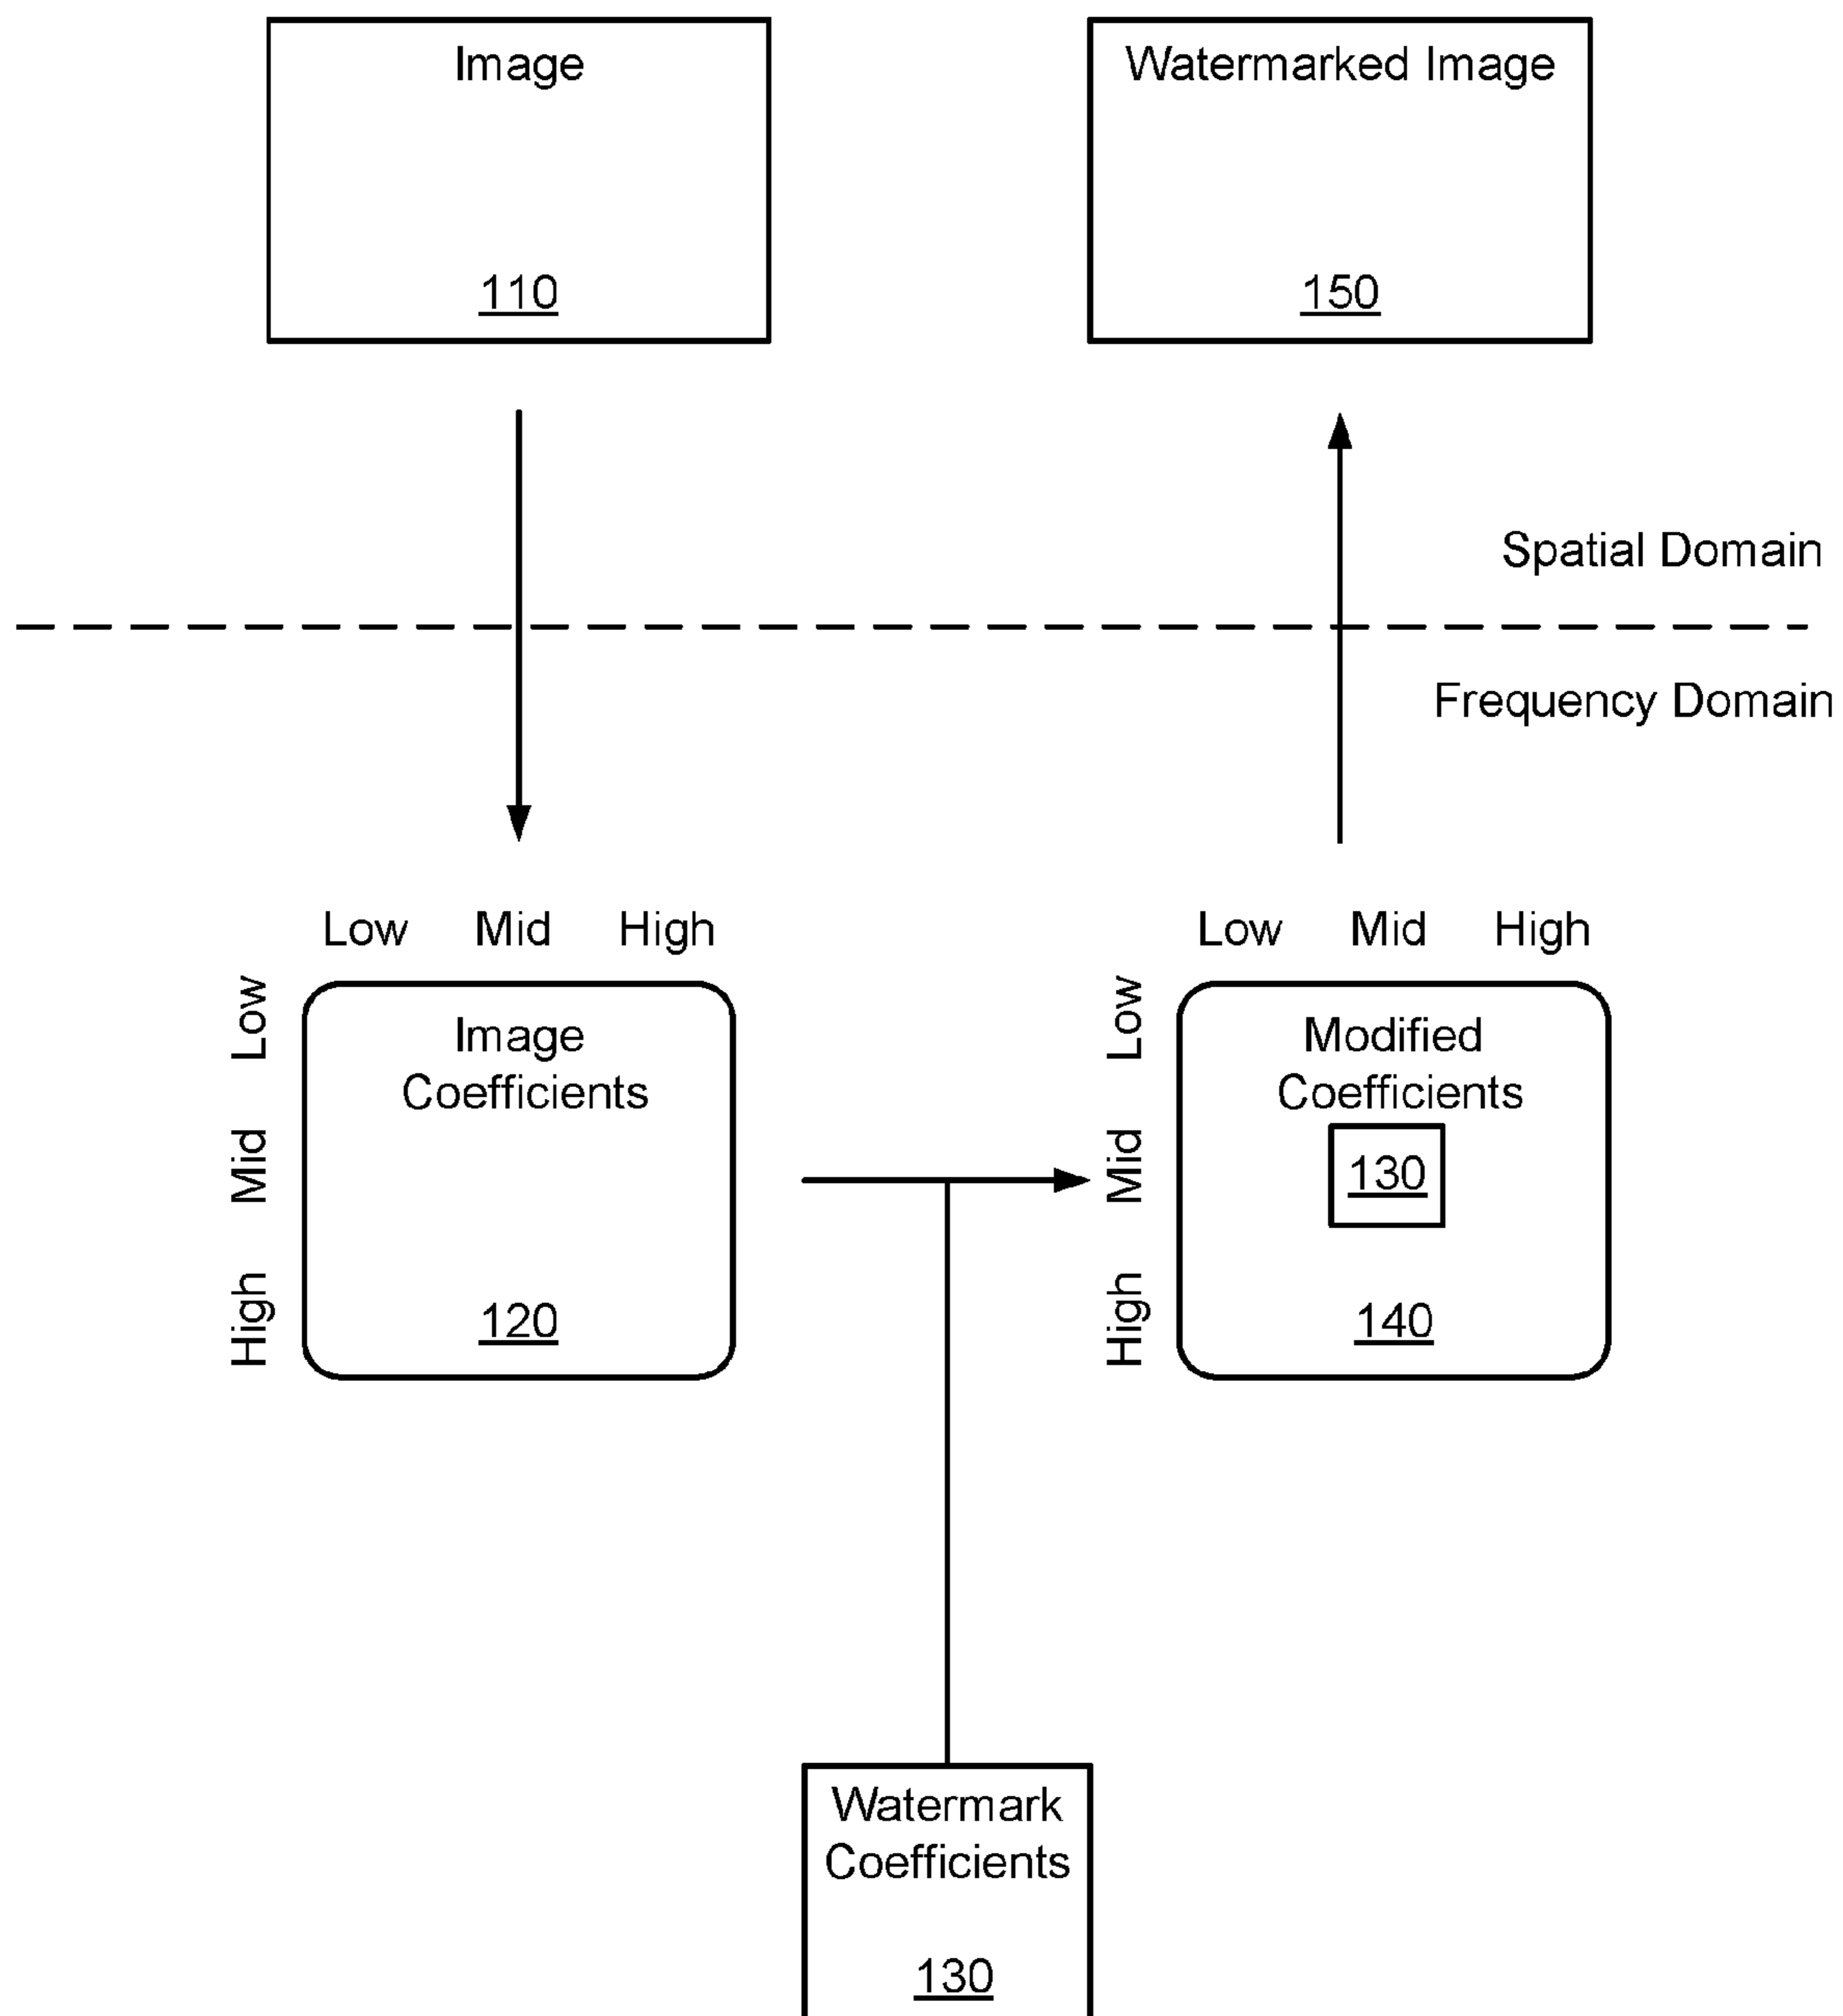 Image
110
Watermarked Image
150
Spatial Domain
Frequency Domain
Low Mid High
Low
Mid
High
Image
Coefficients
120
Low Mid High
Low
Mid
High
Modified
Coefficients
130
140
Watermark
Coefficients
130